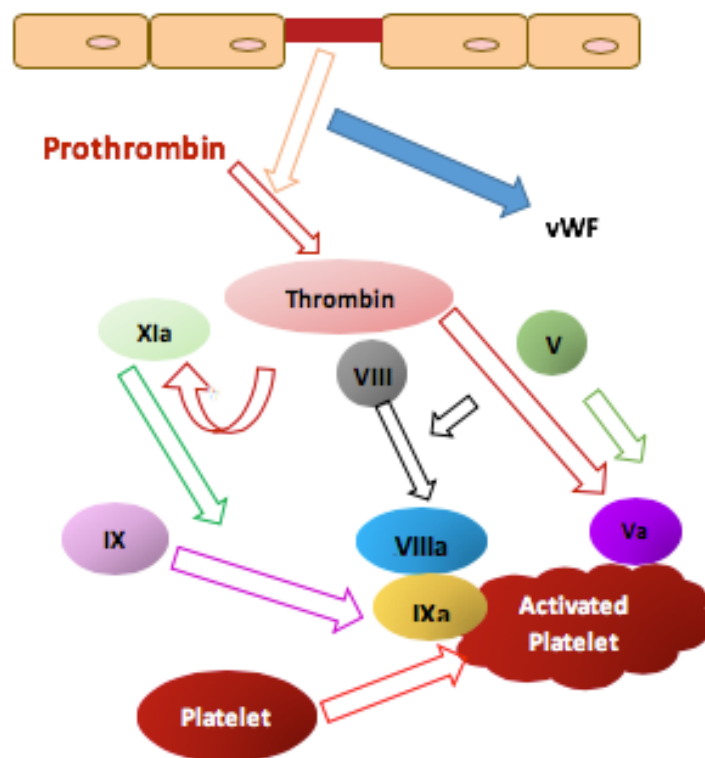 Prothrombin
vWF
Thrombin
XIa
VIII
V
IX
VIIIa
Va
IXa
Activated
Platelet
Platelet